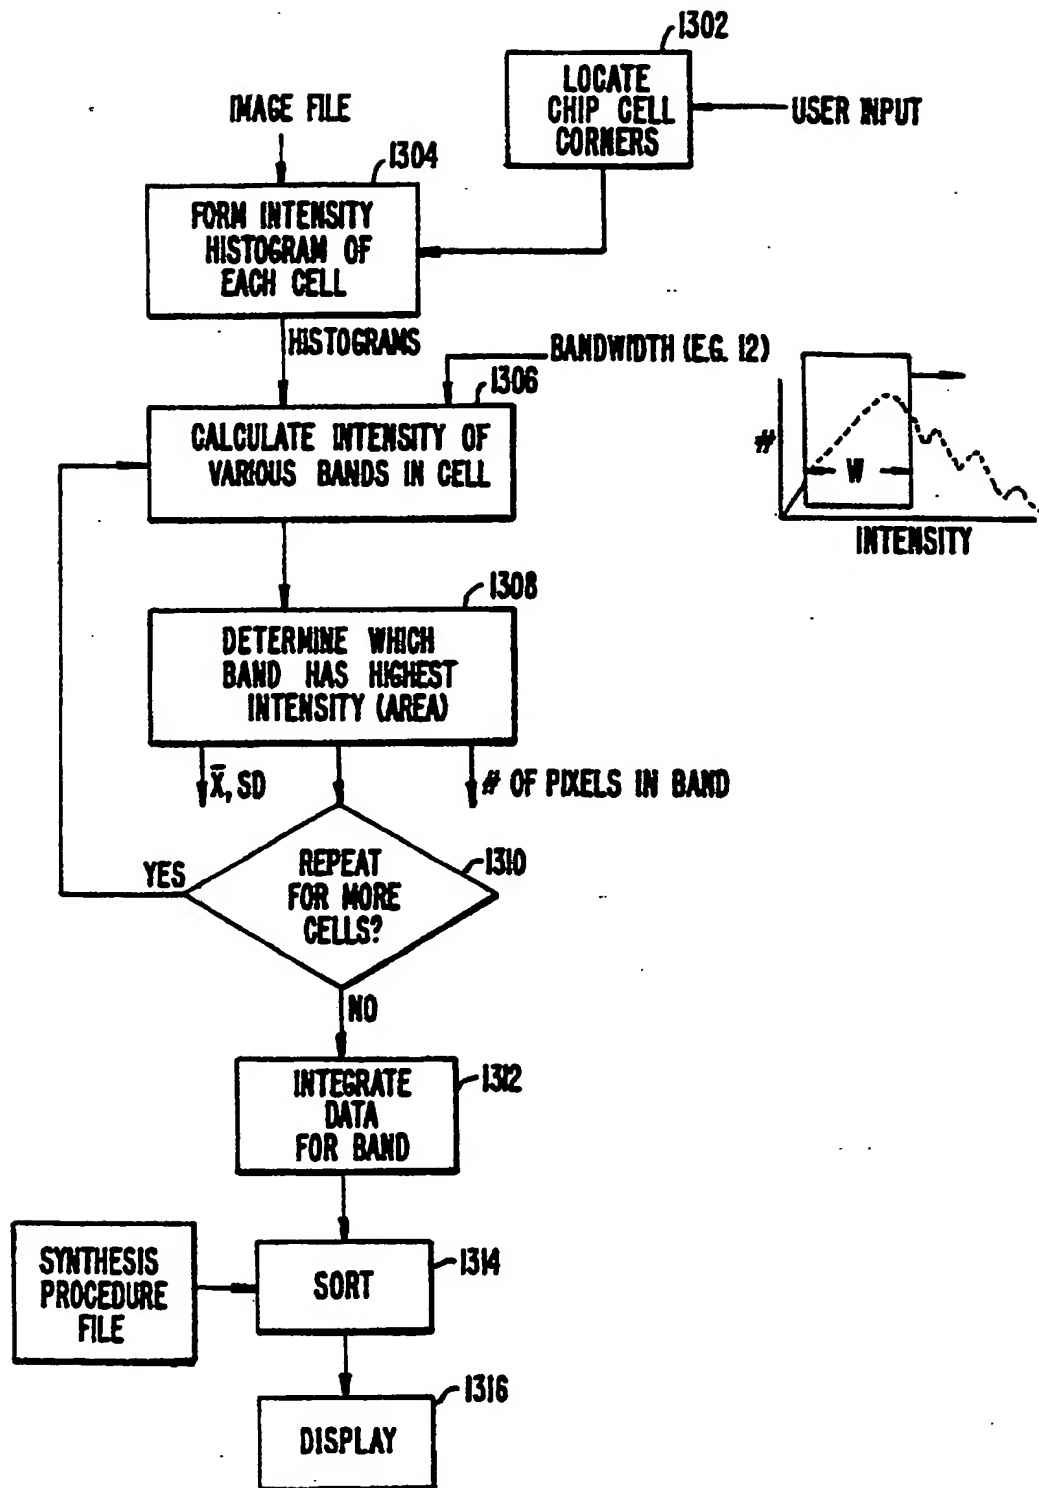 1302
LOCATE
CHIP CELL
CORNERS
USER INPUT
IMAGE FILE
1304
FORM INTENSITY
HISTOGRAM OF
EACH CELL
HISTOGRAMS
BANDWIDTH (E.G. 12)
1306
CALCULATE INTENSITY OF
VARIOUS BANDS IN CELL
#
W
INTENSITY
1308
DETERMINE WHICH
BAND HAS HIGHEST
INTENSITY (AREA)
X̄, SD
# OF PIXELS IN BAND
1310
REPEAT
FOR MORE
CELLS?
YES
NO
1312
INTEGRATE
DATA
FOR BAND
SYNTHESIS
PROCEDURE
FILE
1314
SORT
1316
DISPLAY